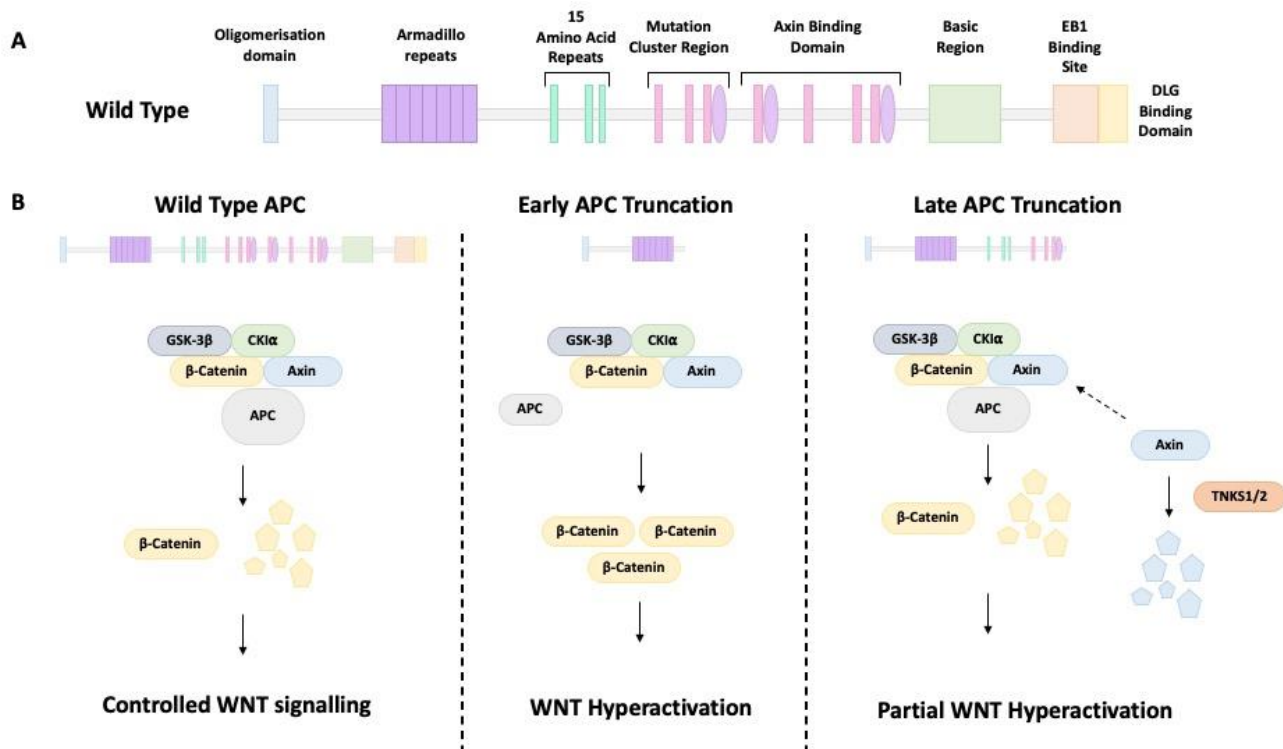 A
Oligomerisation
domain
Armadillo
repeats
15
Amino Acid
Repeats
Mutation
Cluster Region
Axin Binding
Domain
Basic
Region
EB1
Binding
Site
DLG
Binding
Domain
Wild Type
B
Wild Type APC
Early APC Truncation
Late APC Truncation
GSK-3β
CKIα
β-Catenin
Axin
APC
β-Catenin
Controlled WNT signalling
GSK-3β
CKIα
β-Catenin
Axin
APC
β-Catenin
β-Catenin
β-Catenin
WNT Hyperactivation
GSK-3β
CKIα
β-Catenin
Axin
APC
Axin
TNKS1/2
β-Catenin
Partial WNT Hyperactivation